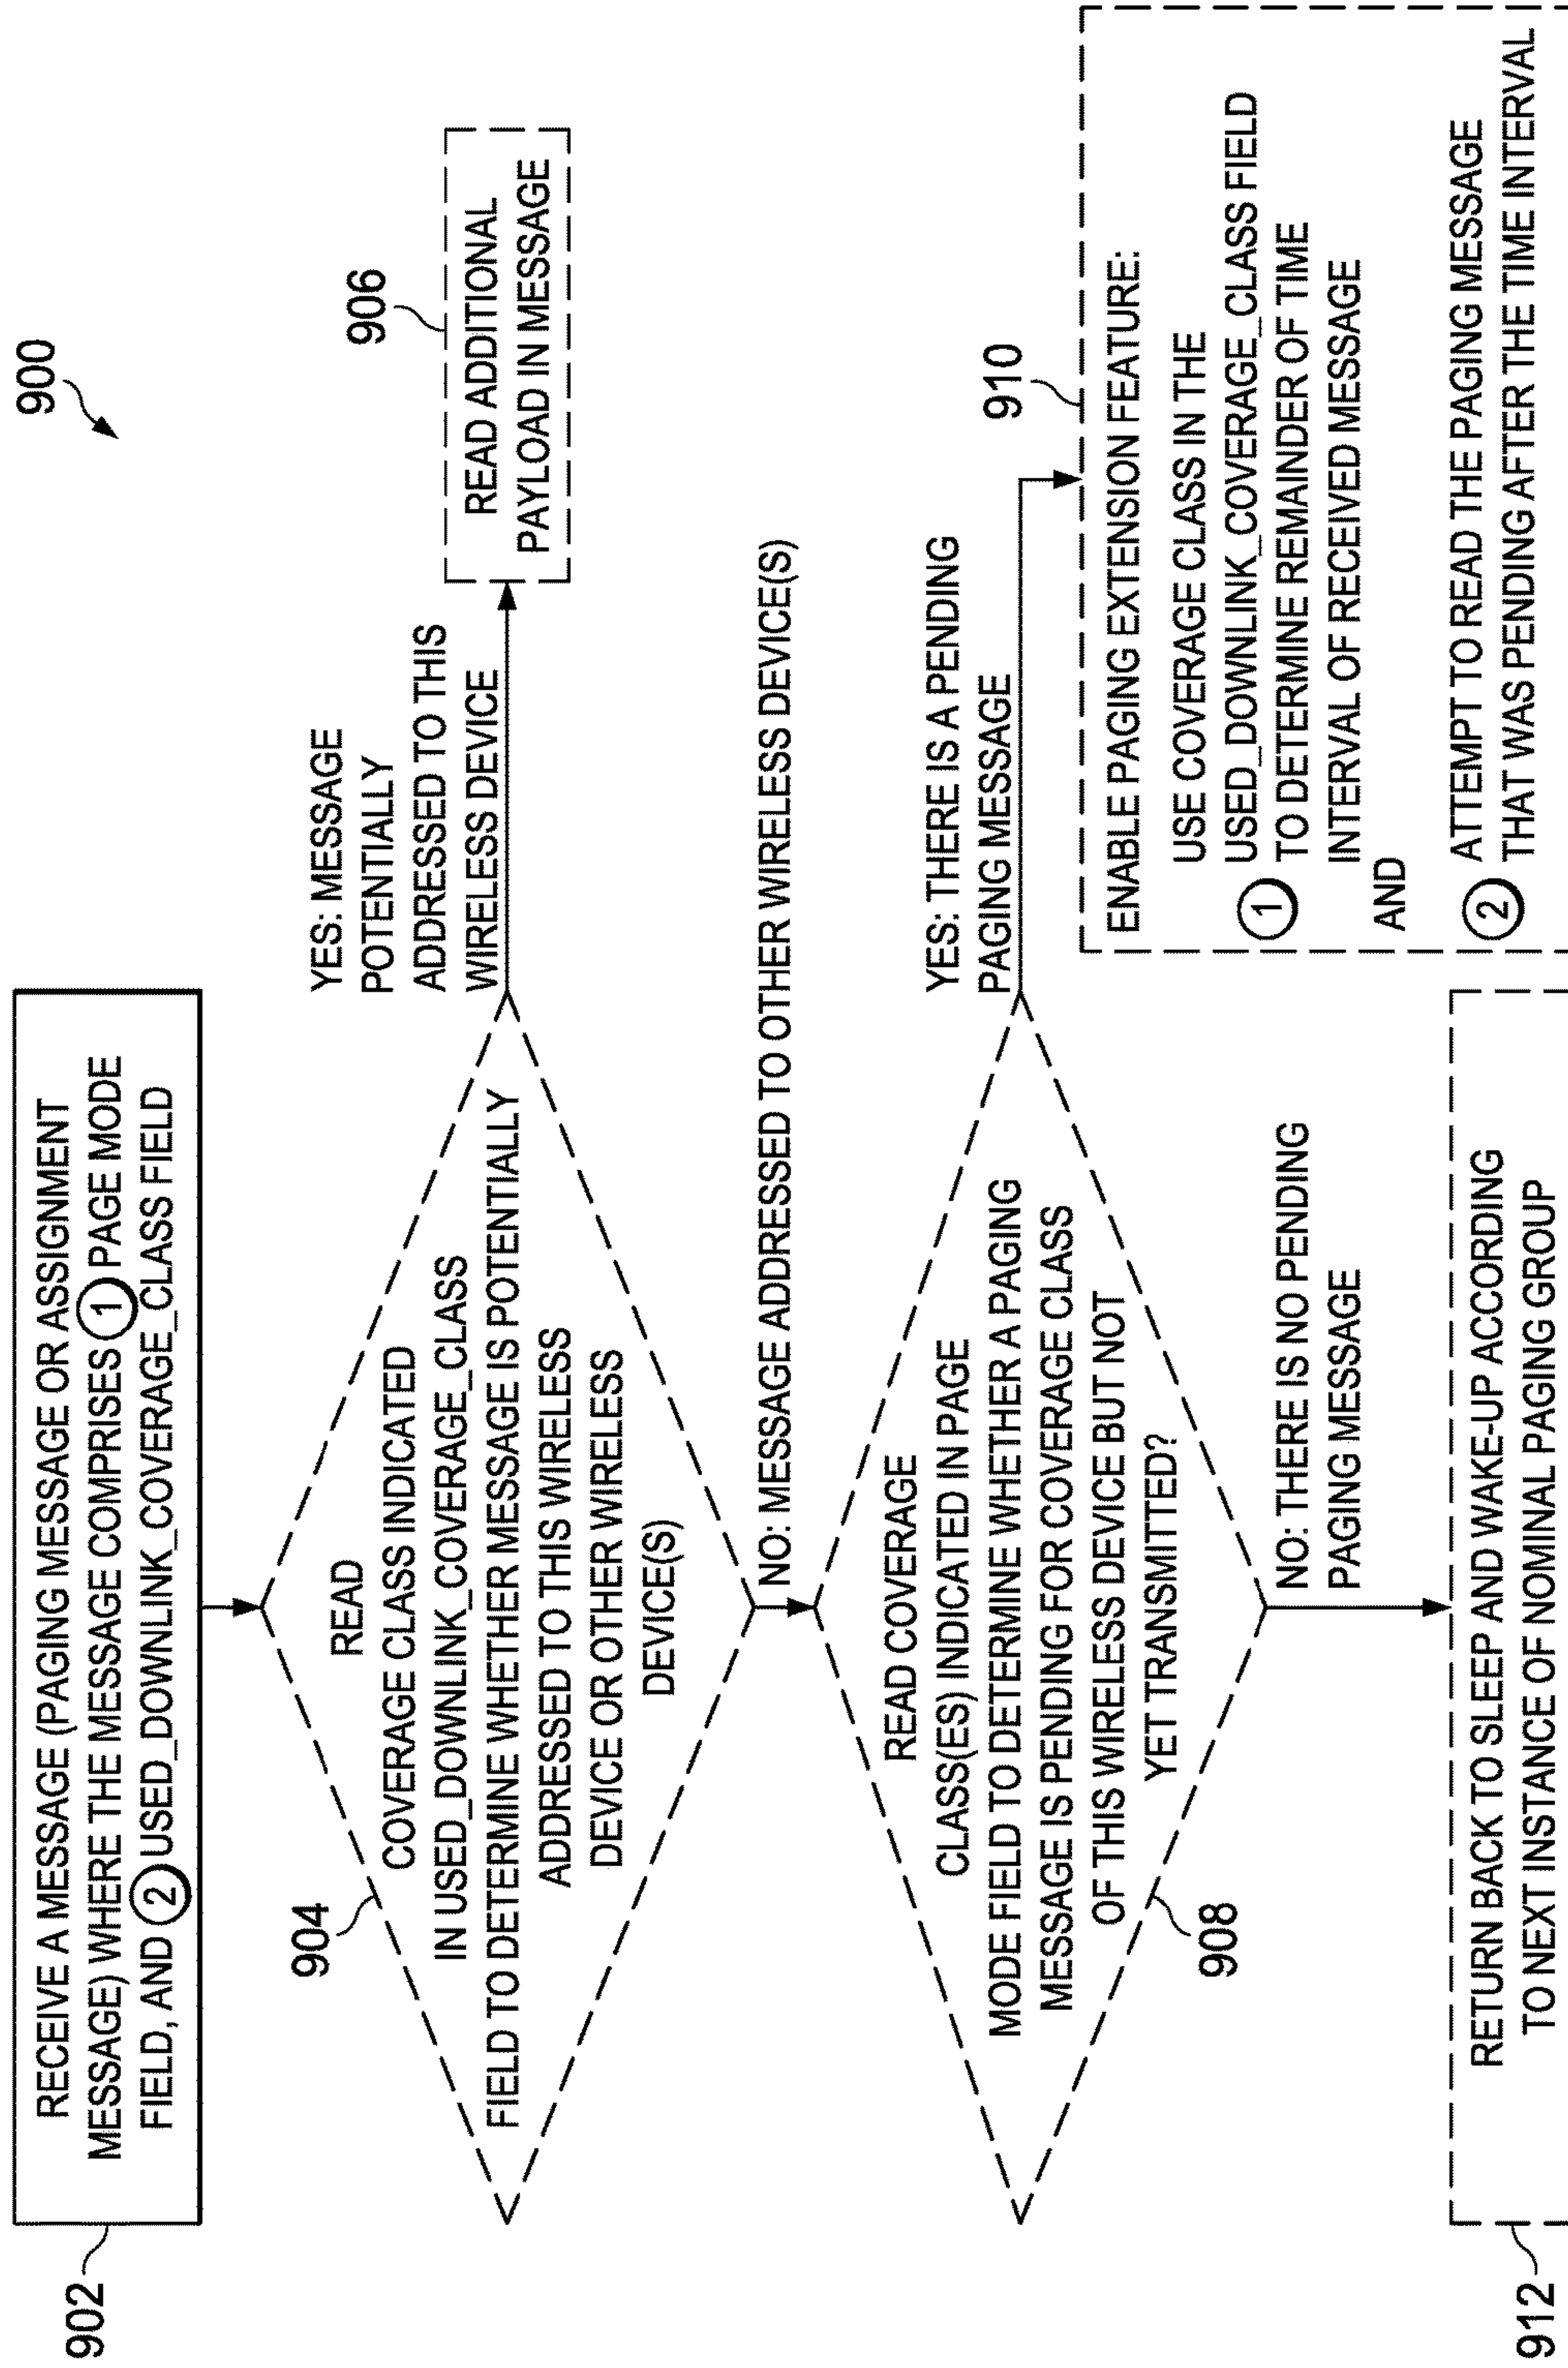 900
902
RECEIVE A MESSAGE (PAGING MESSAGE OR ASSIGNMENT
MESSAGE) WHERE THE MESSAGE COMPRISES 1 PAGE MODE
FIELD, AND 2 USED_DOWNLINK_COVERAGE_CLASS FIELD
904
READ
COVERAGE CLASS INDICATED
IN USED_DOWNLINK_COVERAGE_CLASS
FIELD TO DETERMINE WHETHER MESSAGE IS POTENTIALLY
ADDRESSED TO THIS WIRELESS
DEVICE OR OTHER WIRELESS
DEVICE(S)
YES: MESSAGE
POTENTIALLY
ADDRESSED TO THIS
WIRELESS DEVICE
906
READ ADDITIONAL
PAYLOAD IN MESSAGE
NO: MESSAGE ADDRESSED TO OTHER WIRELESS DEVICE(S)
READ COVERAGE
CLASS(ES) INDICATED IN PAGE
MODE FIELD TO DETERMINE WHETHER A PAGING
MESSAGE IS PENDING FOR COVERAGE CLASS
OF THIS WIRELESS DEVICE BUT NOT
YET TRANSMITTED?
908
YES: THERE IS A PENDING
PAGING MESSAGE
910
ENABLE PAGING EXTENSION FEATURE:
USE COVERAGE CLASS IN THE
USED_DOWNLINK_COVERAGE_CLASS FIELD
1 TO DETERMINE REMAINDER OF TIME
INTERVAL OF RECEIVED MESSAGE
AND
ATTEMPT TO READ THE PAGING MESSAGE
2 THAT WAS PENDING AFTER THE TIME INTERVAL
NO: THERE IS NO PENDING
PAGING MESSAGE
912
RETURN BACK TO SLEEP AND WAKE-UP ACCORDING
TO NEXT INSTANCE OF NOMINAL PAGING GROUP